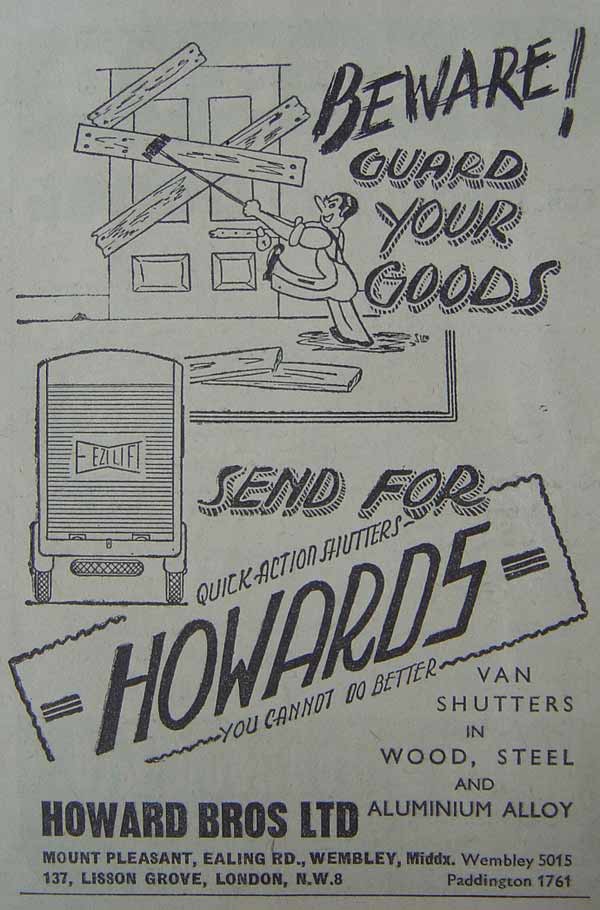 BEWARE!
GUARD
YOUR
GOODS
EZILIFT
SEND FOR
QUICK-ACTION SHUTTERS
= HOWARDS =
YOU CANNOT DO BETTER
VAN
SHUTTERS
IN
WOOD, STEEL
AND
ALUMINIUM ALLOY
HOWARD BROS LTD
MOUNT PLEASANT, EALING RD., WEMBLEY, Middx. Wembley 5015
137, LISSON GROVE, LONDON, N.W.8 Paddington 1761